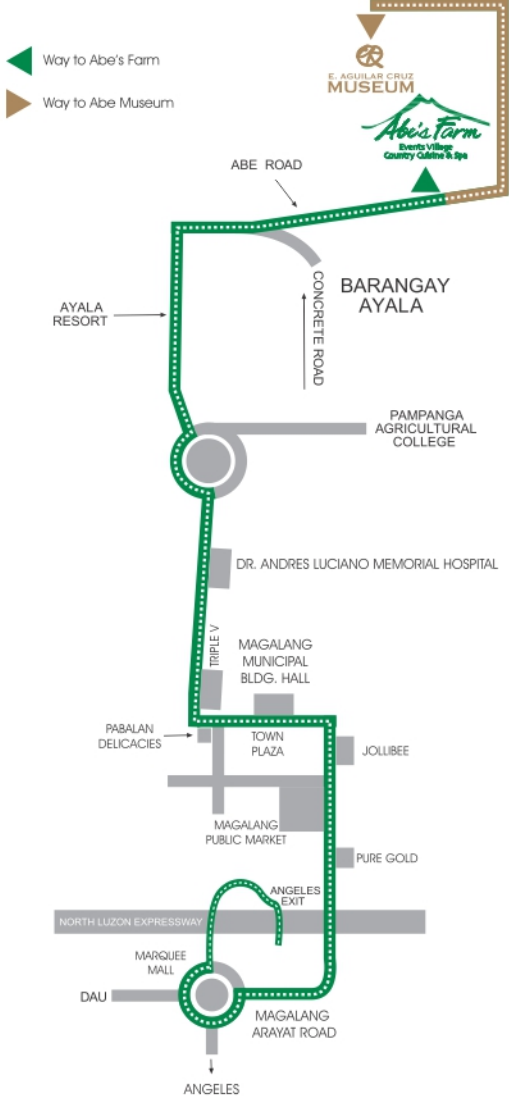 Way to Abe's Farm
Way to Abe Museum
E. AGUILAR CRUZ
MUSEUM
Abe's Farm
Events Village
Country Cuisine & Spa
ABE ROAD
BARANGAY
AYALA
CONCRETE ROAD
AYALA
RESORT
PAMPANGA
AGRICULTURAL
COLLEGE
DR. ANDRES LUCIANO MEMORIAL HOSPITAL
TRIPLE V
MAGALANG
MUNICIPAL
BLDG. HALL
PABALAN
DELICACIES
TOWN
PLAZA
JOLLIBEE
MAGALANG
PUBLIC MARKET
PURE GOLD
ANGELES
EXIT
NORTH LUZON EXPRESSWAY
MARQUEE
MALL
DAU
MAGALANG
ARAYAT ROAD
ANGELES